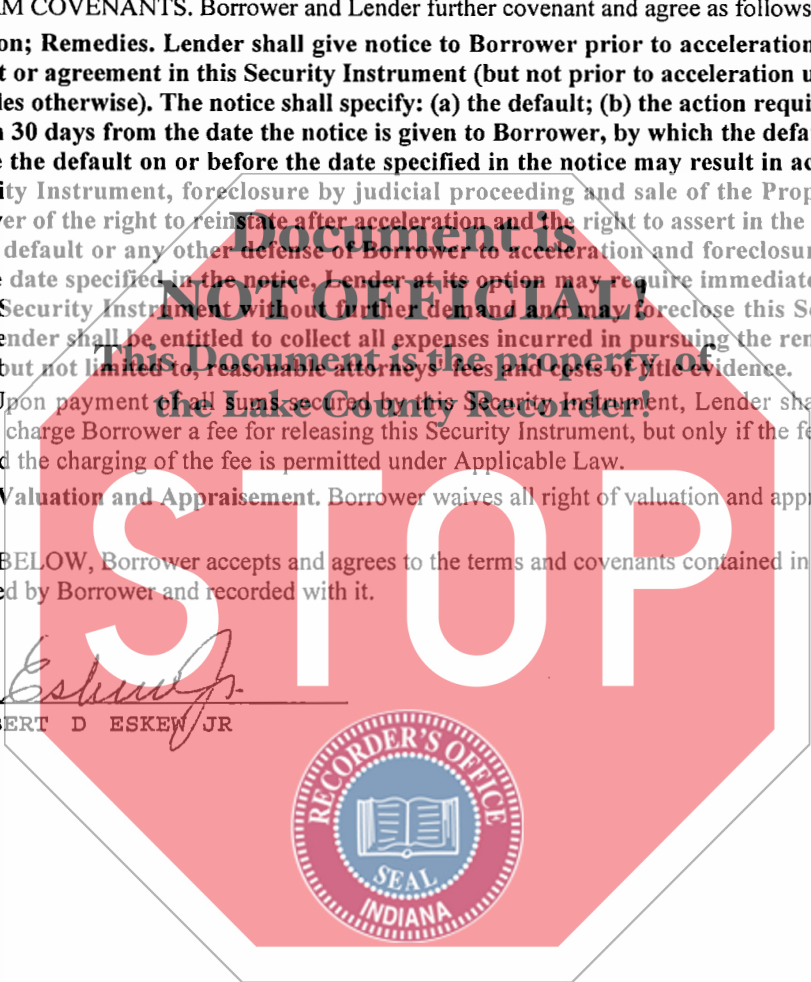 AM COVENANTS. Borrower and Lender further covenant and agree as follows
on; Remedies. Lender shall give notice to Borrower prior to acceleration
t or agreement in this Security Instrument (but not prior to acceleration u
les otherwise). The notice shall specify: (a) the default; (b) the action requi
n 30 days from the date the notice is given to Borrower, by which the defa
e the default on or before the date specified in the notice may result in ac
ity Instrument, foreclosure by judicial proceeding and sale of the Prop
er of the right to reinstate after acceleration and the right to assert in the
default or any other defense of Borrower to acceleration and foreclosur
e date specified in the notice, Lender at its option may require immediat
Security Instrument without further demand and may foreclose this S
ender shall be entitled to collect all expenses incurred in pursuing the ren
but not limited to, reasonable attorneys' fees and costs of title evidence.
Upon payment of all sums secured by this Security Instrument, Lender sha
charge Borrower a fee for releasing this Security Instrument, but only if the fe
d the charging of the fee is permitted under Applicable Law.
Valuation and Appraisement. Borrower waives all right of valuation and appr
BELOW, Borrower accepts and agrees to the terms and covenants contained in
ed by Borrower and recorded with it.
Document is
NOT OFFICIAL!
This Document is the property of
the Lake County Recorder!
STOP
Eskew Jr.
BERT D ESKEW JR
RECORDER'S OFFICE
SEAL
INDIANA